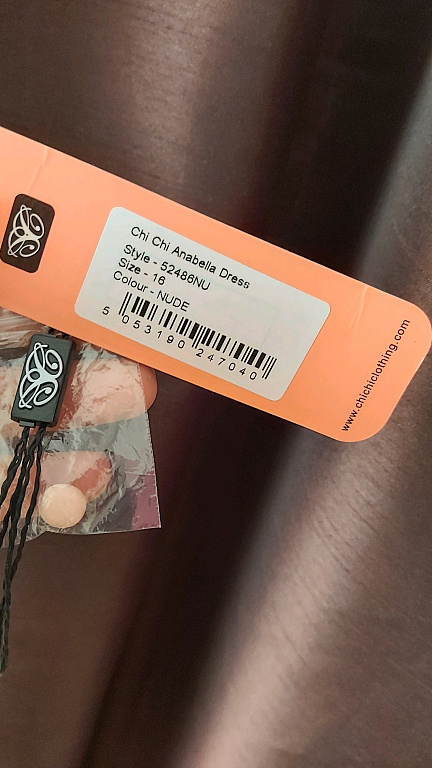 Chi Chi Anabella Dress
Style - 52486NU
Size - 16
Colour - NUDE
5 053190 247040
www.chichiclothing.com